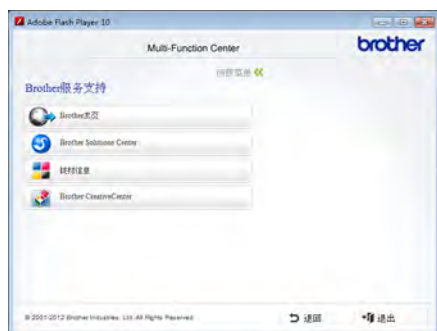 Adobe Flash Player 10
Multi-Function Center
brother
Brother服务支持
Brother主页
Brother Solutions Center
耗材信息
Brother CreativeCenter
© 2001-2012 Brother Industries, Ltd. All Rights Reserved.
返回
退出